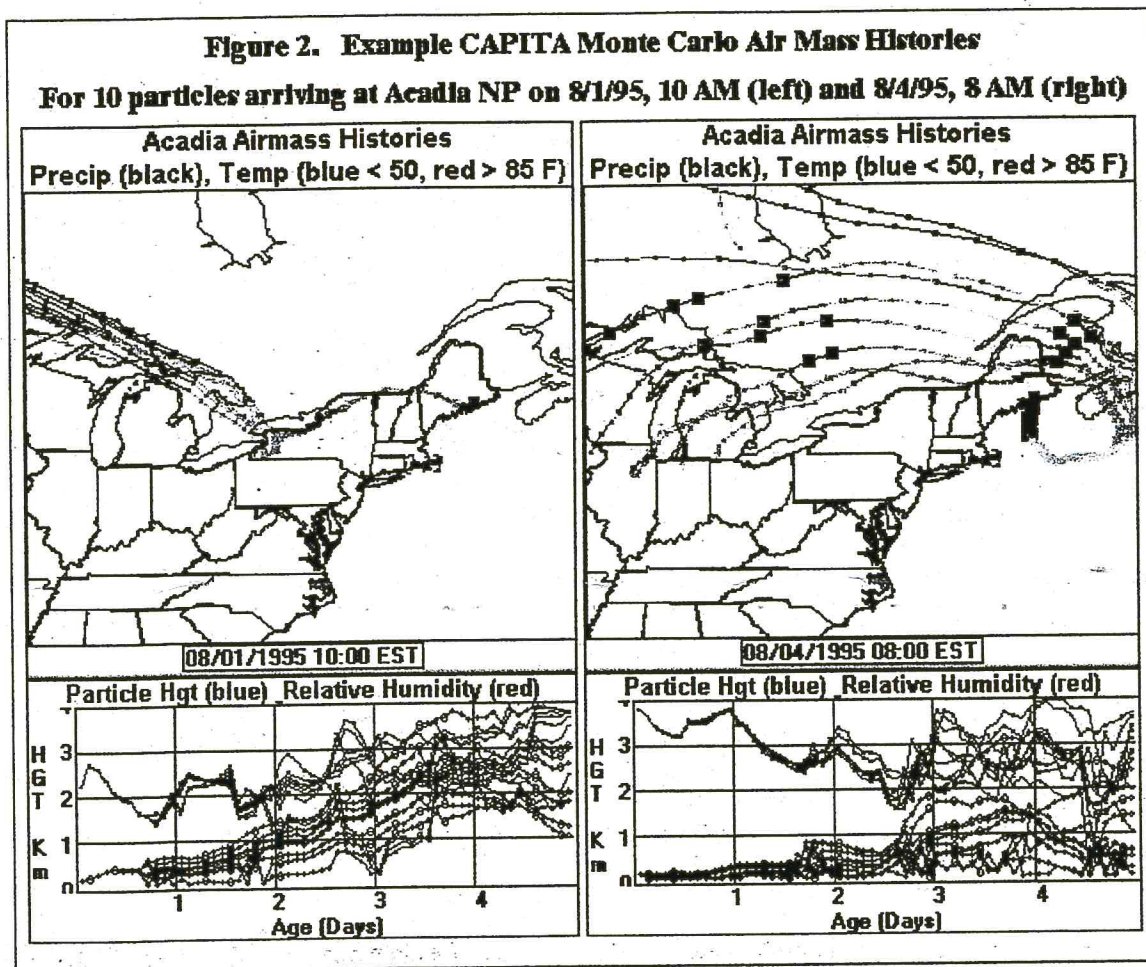 Figure 2. Example CAPITA Monte Carlo Air Mass Histories
For 10 particles arriving at Acadia NP on 8/1/95, 10 AM (left) and 8/4/95, 8 AM (right)
Acadia Airmass Histories
Precip (black), Temp (blue < 50, red > 85 F)
08/01/1995 10:00 EST
Particle Hgt (blue) _Relative Humidity (red)
H
G
T
K
m
3
2
1
0
1 2 3 4
Age (Days)
Acadia Airmass Histories
Precip (black), Temp (blue < 50, red > 85 F)
08/04/1995 08:00 EST
Particle Hgt (blue) _Relative Humidity (red)
H
G
T
K
m
3
2
1
0
1 2 3 4
Age (Days)